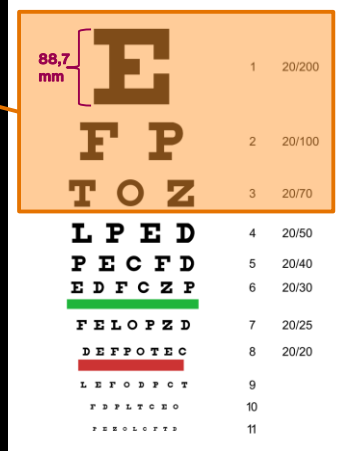 88,7 mm E 1 20/200
F P 2 20/100
T O Z 3 20/70
L P E D 4 20/50
P E C F D 5 20/40
E D F C Z P 6 20/30
F E L O P Z D 7 20/25
D E F P O T E C 8 20/20
L E F O D P C T 9
F D P L T C E O 10
P E Z O L C F T D 11